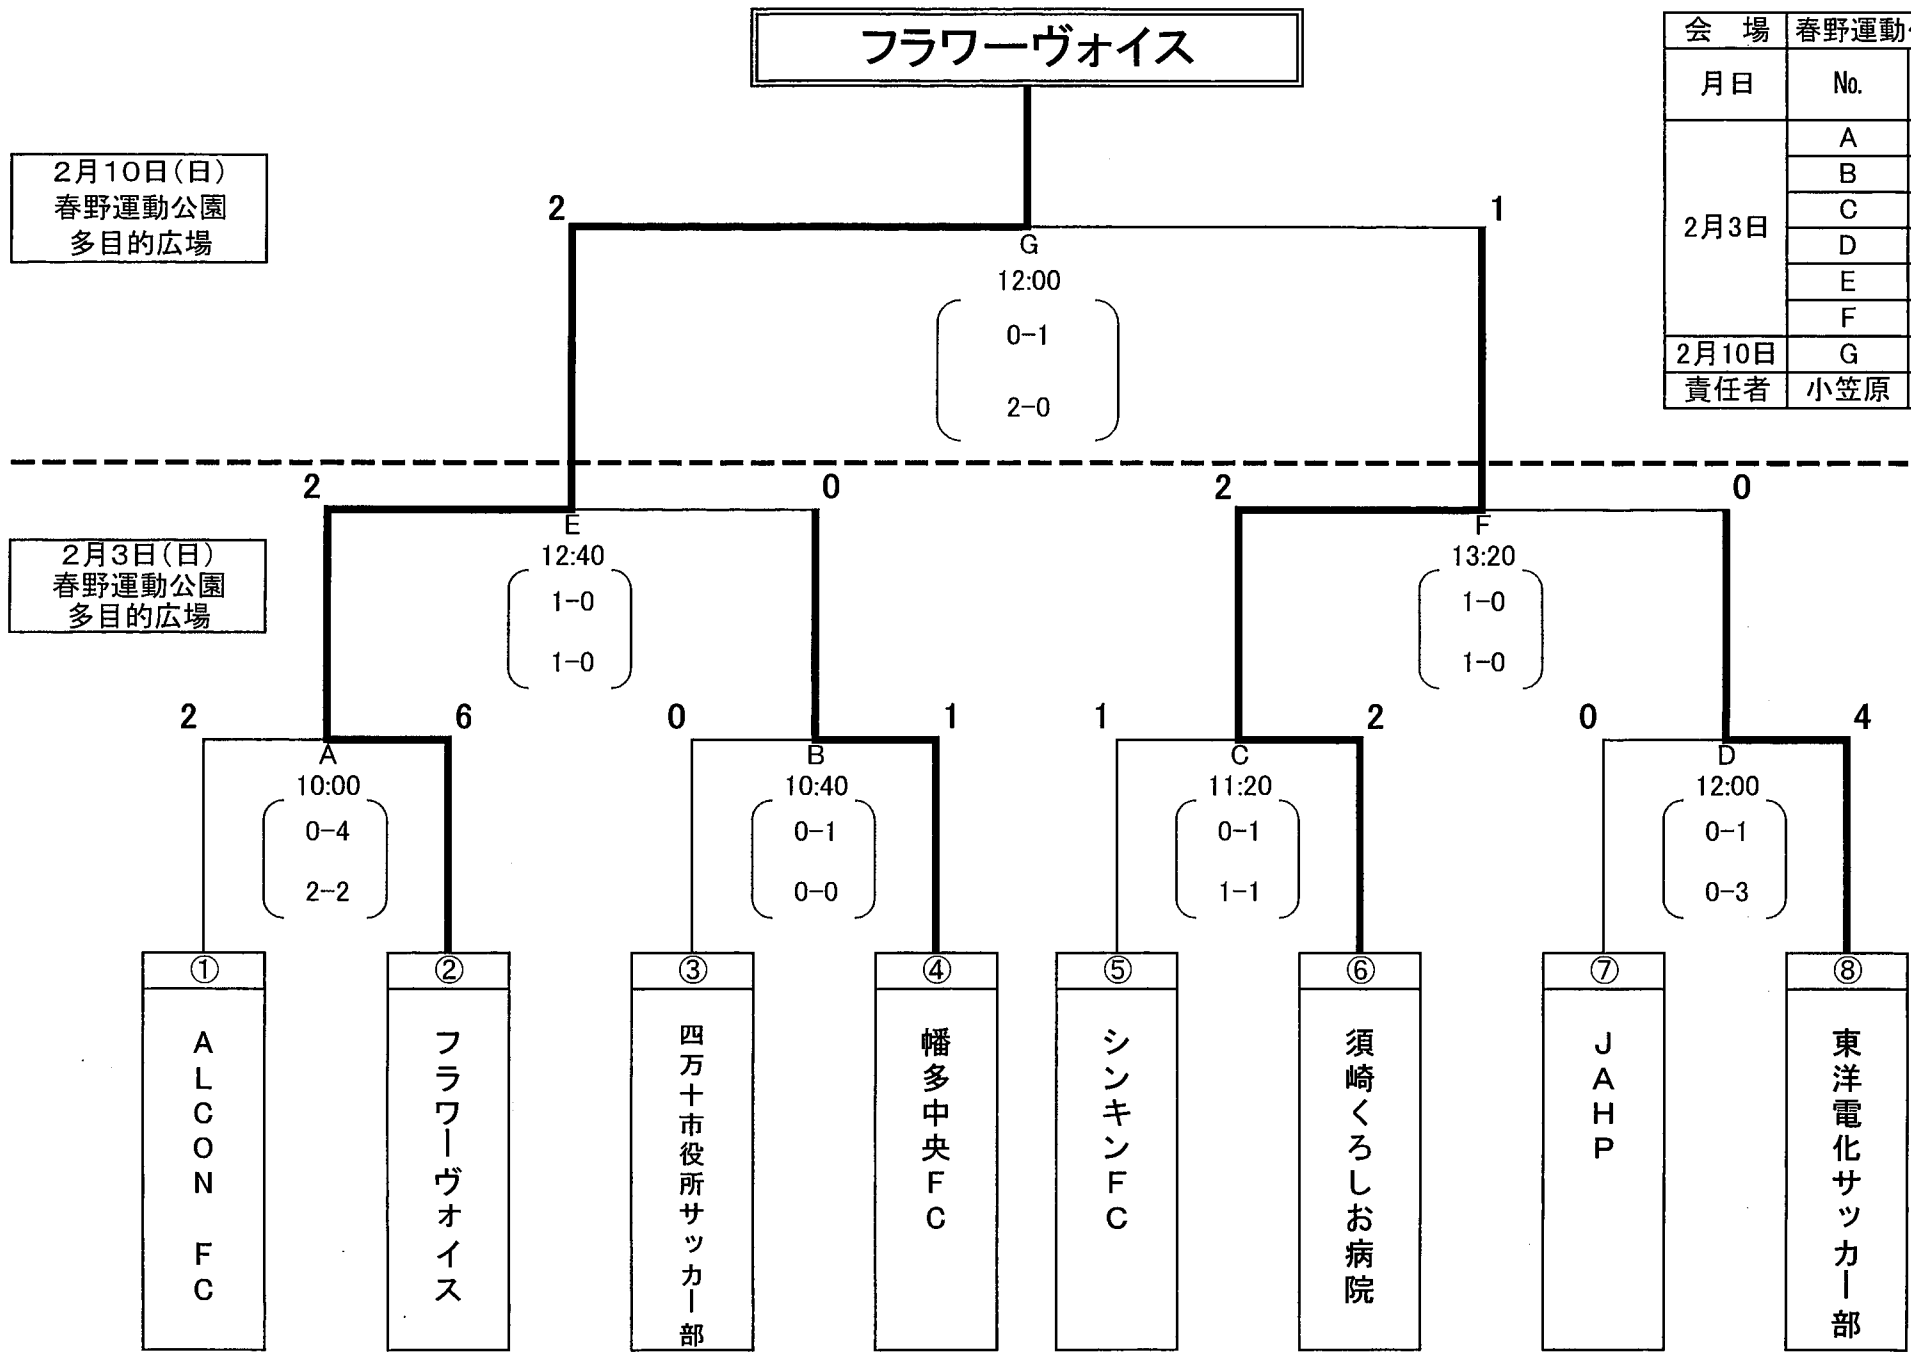 フラワーヴォイス
会 場 春野運動
月日 No.
2月3日
A
B
C
D
E
F
2月10日 G
責任者 小笠原
2月10日(日)
春野運動公園
多目的広場
2 1
G
12:00
0-1
2-0
2 0 2 0
E F
12:40 13:20
1-0 1-0
1-0 1-0
2月3日(日)
春野運動公園
多目的広場
2 6 0 1 1 2 0 4
A B C D
10:00 10:40 11:20 12:00
0-4 0-1 0-1 0-1
2-2 0-0 1-1 0-3
① ② ③ ④ ⑤ ⑥ ⑦ ⑧
ALCON FC
フラワーヴォイス
四万十市役所サッカー部
幡多中央FC
シンキンFC
須崎くろしお病院
JAHP
東洋電化サッカー部